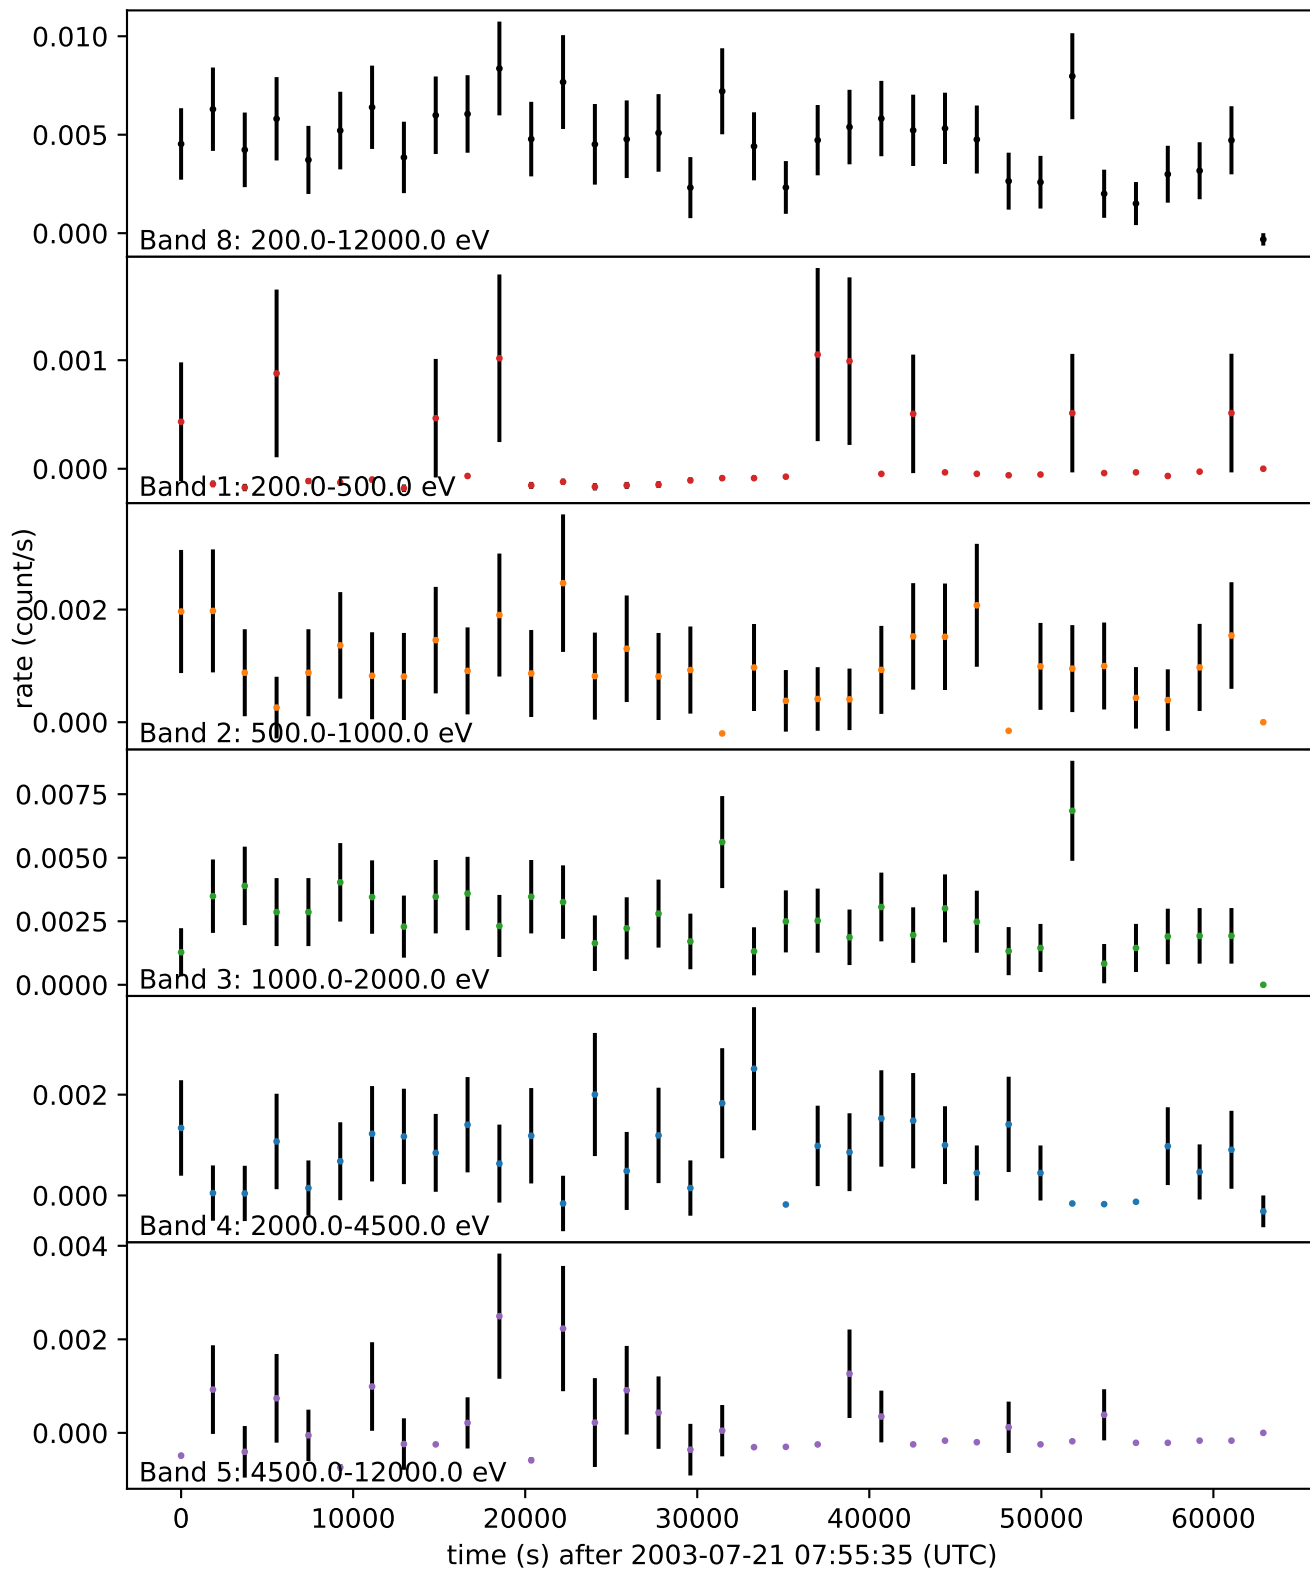 0.010
0.005
0.000
Band 8: 200.0-12000.0 eV
0.001
0.000
Band 1: 200.0-500.0 eV
rate (count/s)
0.002
0.000
Band 2: 500.0-1000.0 eV
0.0075
0.0050
0.0025
0.0000
Band 3: 1000.0-2000.0 eV
0.002
0.000
Band 4: 2000.0-4500.0 eV
0.004
0.002
0.000
Band 5: 4500.0-12000.0 eV
0 10000 20000 30000 40000 50000 60000
time (s) after 2003-07-21 07:55:35 (UTC)